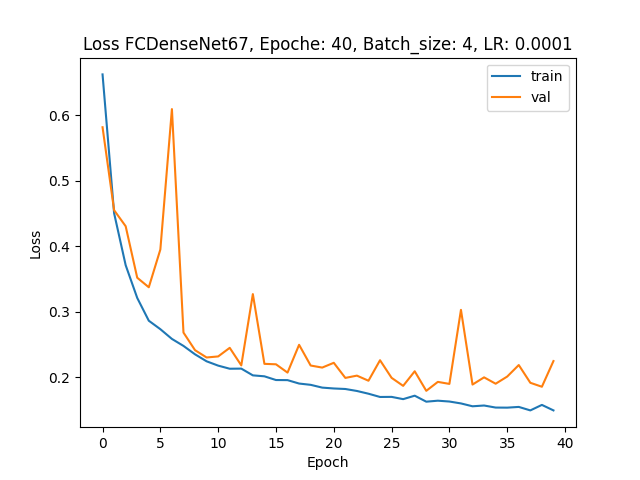 Loss FCDenseNet67, Epoche: 40, Batch_size: 4, LR: 0.0001
train
val
0.6
0.5
0.4
0.3
0.2
Loss
0 5 10 15 20 25 30 35 40
Epoch